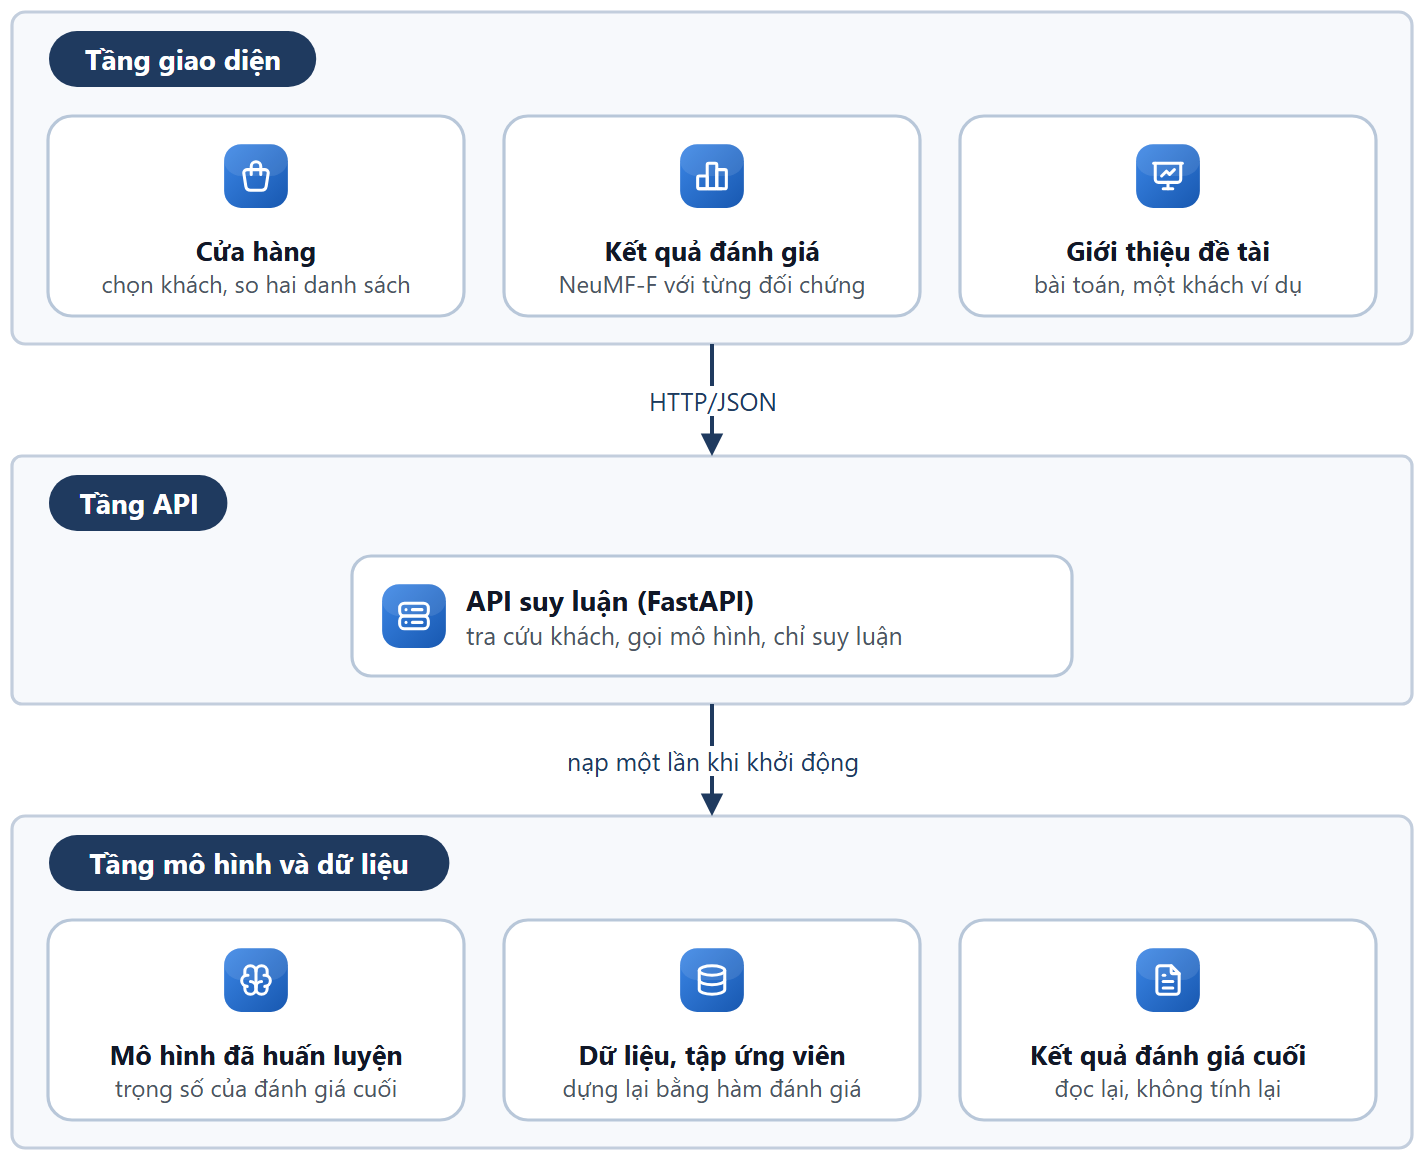 Tầng giao diện
Cửa hàng
chọn khách, so hai danh sách
Kết quả đánh giá
NeuMF-F với từng đối chứng
Giới thiệu đề tài
bài toán, một khách ví dụ
HTTP/JSON
Tầng API
API suy luận (FastAPI)
tra cứu khách, gọi mô hình, chỉ suy luận
nạp một lần khi khởi động
Tầng mô hình và dữ liệu
Mô hình đã huấn luyện
trọng số của đánh giá cuối
Dữ liệu, tập ứng viên
dựng lại bằng hàm đánh giá
Kết quả đánh giá cuối
đọc lại, không tính lại